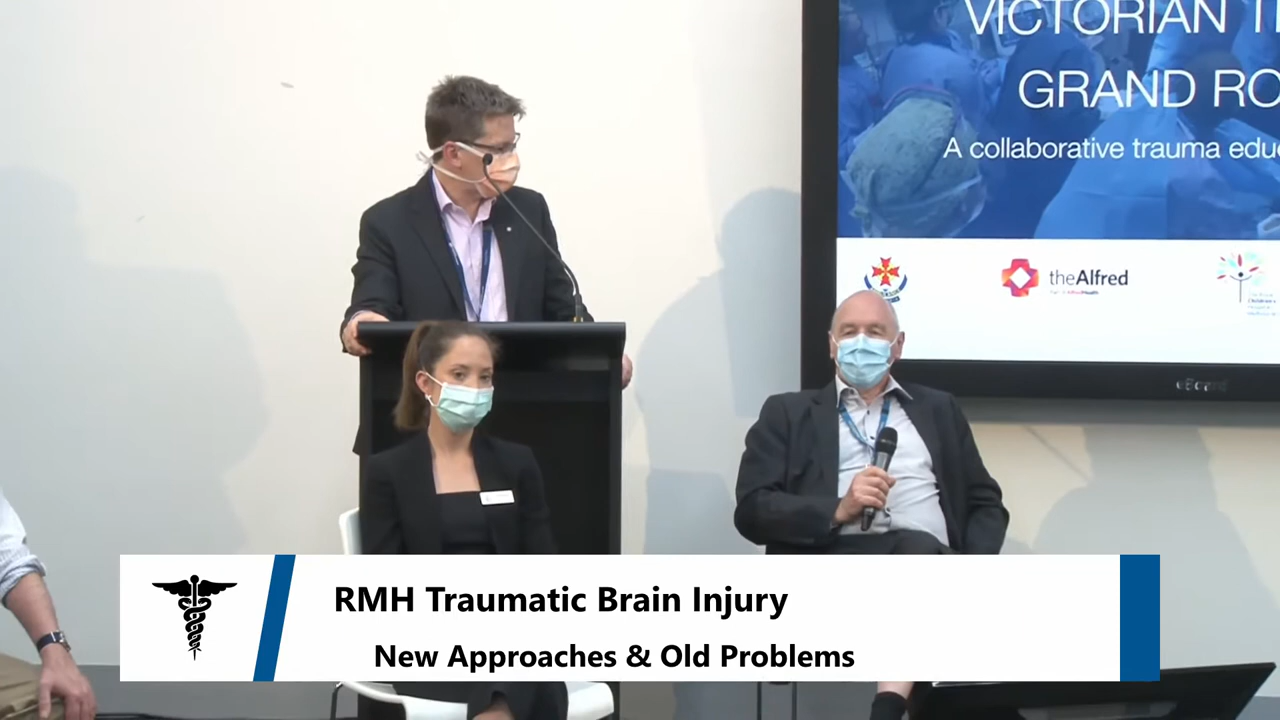 VICTORIAN T
GRAND RO
A collaborative trauma edu
theAlfred
RMH Traumatic Brain Injury
New Approaches & Old Problems